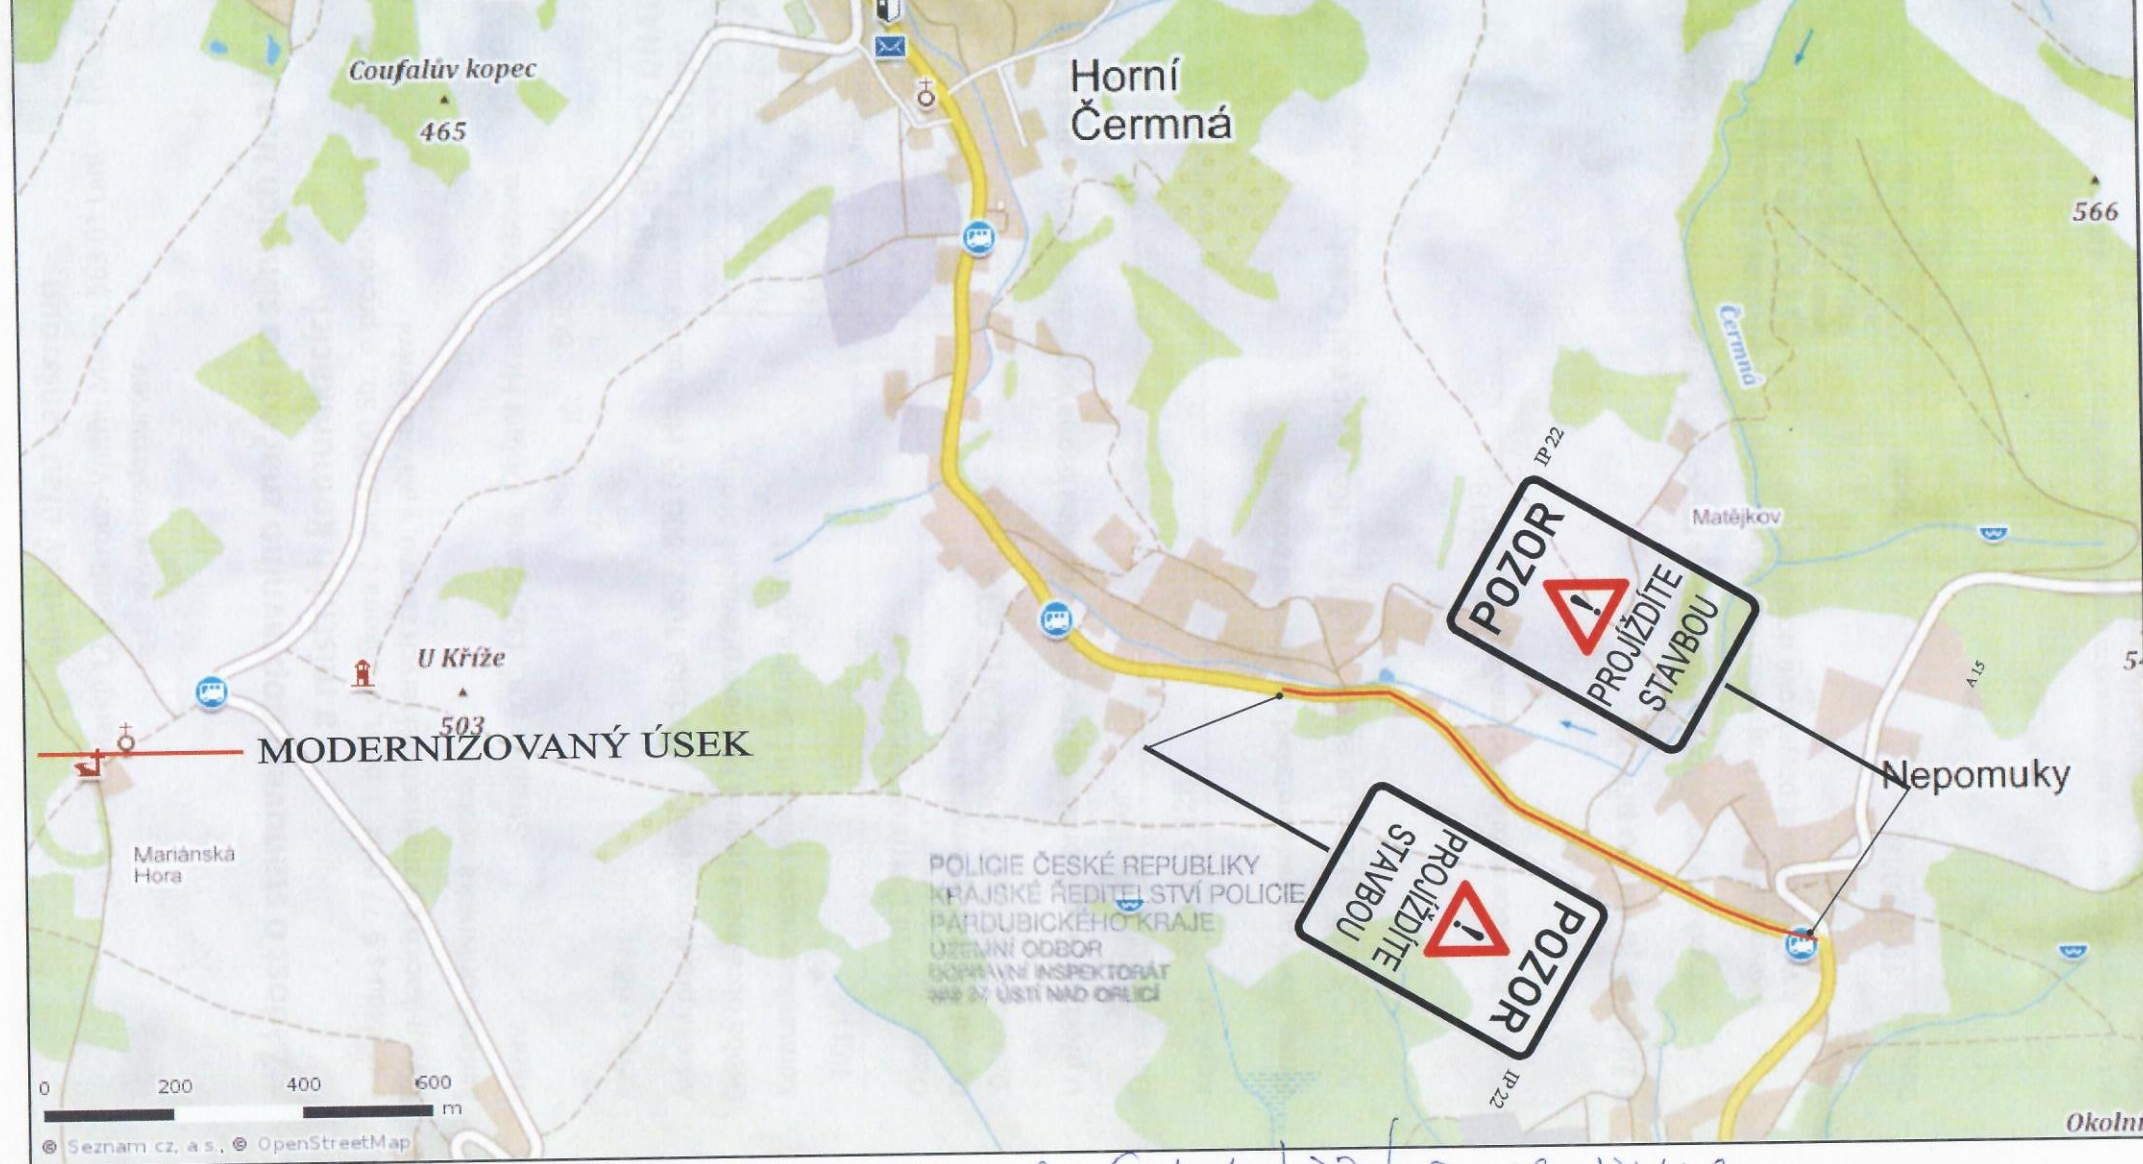 Coufalův kopec
465
Horní
Čermná
566
Čermná
IP 22
POZOR
!
PROJÍŽDÍTE
STAVBOU
Matějkov
A 15
U Kříže
503
MODERNIZOVANÝ ÚSEK
Nepomuky
Mariánská
Hora
POLICIE ČESKÉ REPUBLIKY
KRAJSKÉ ŘEDITELSTVÍ POLICIE
PARDUBICKÉHO KRAJE
ÚZEMNÍ ODBOR
DOPRAVNÍ INSPEKTORÁT
ÚSTÍ NAD ORLICÍ
POZOR
!
PROJÍŽDÍTE
STAVBOU
IP 22
0 200 400 600
m
© Seznam.cz, a.s., © OpenStreetMap